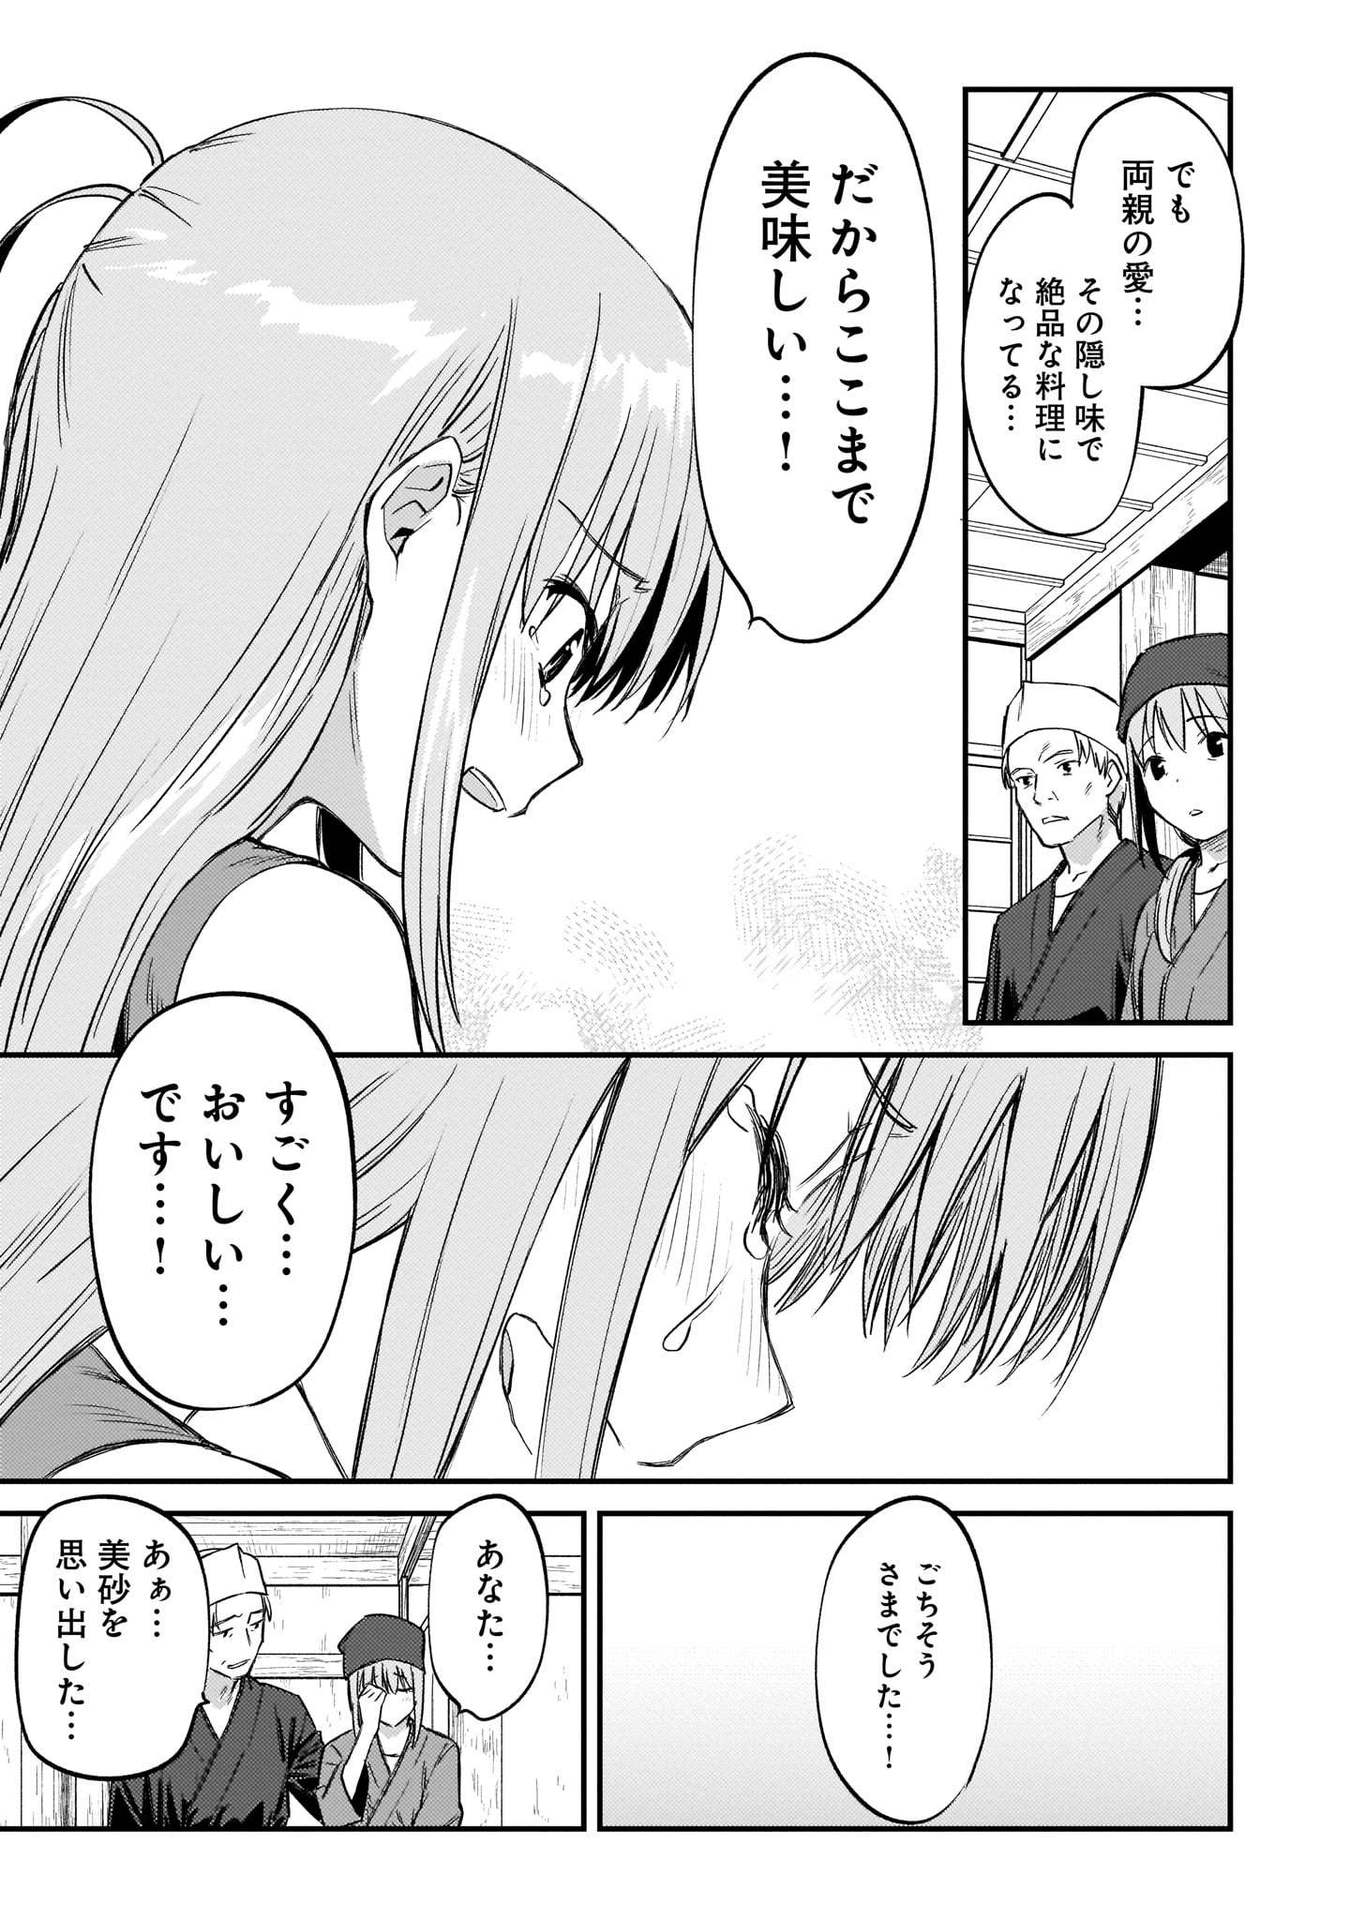 でも
両親の愛…
その隠し味で
絶品な料理に
なってる…
だからここまで
美味しい…！
すごく…
おいしい…
です…！
ごちそう
さまでした…！
あなた…
あぁ…
美砂を
思い出した…